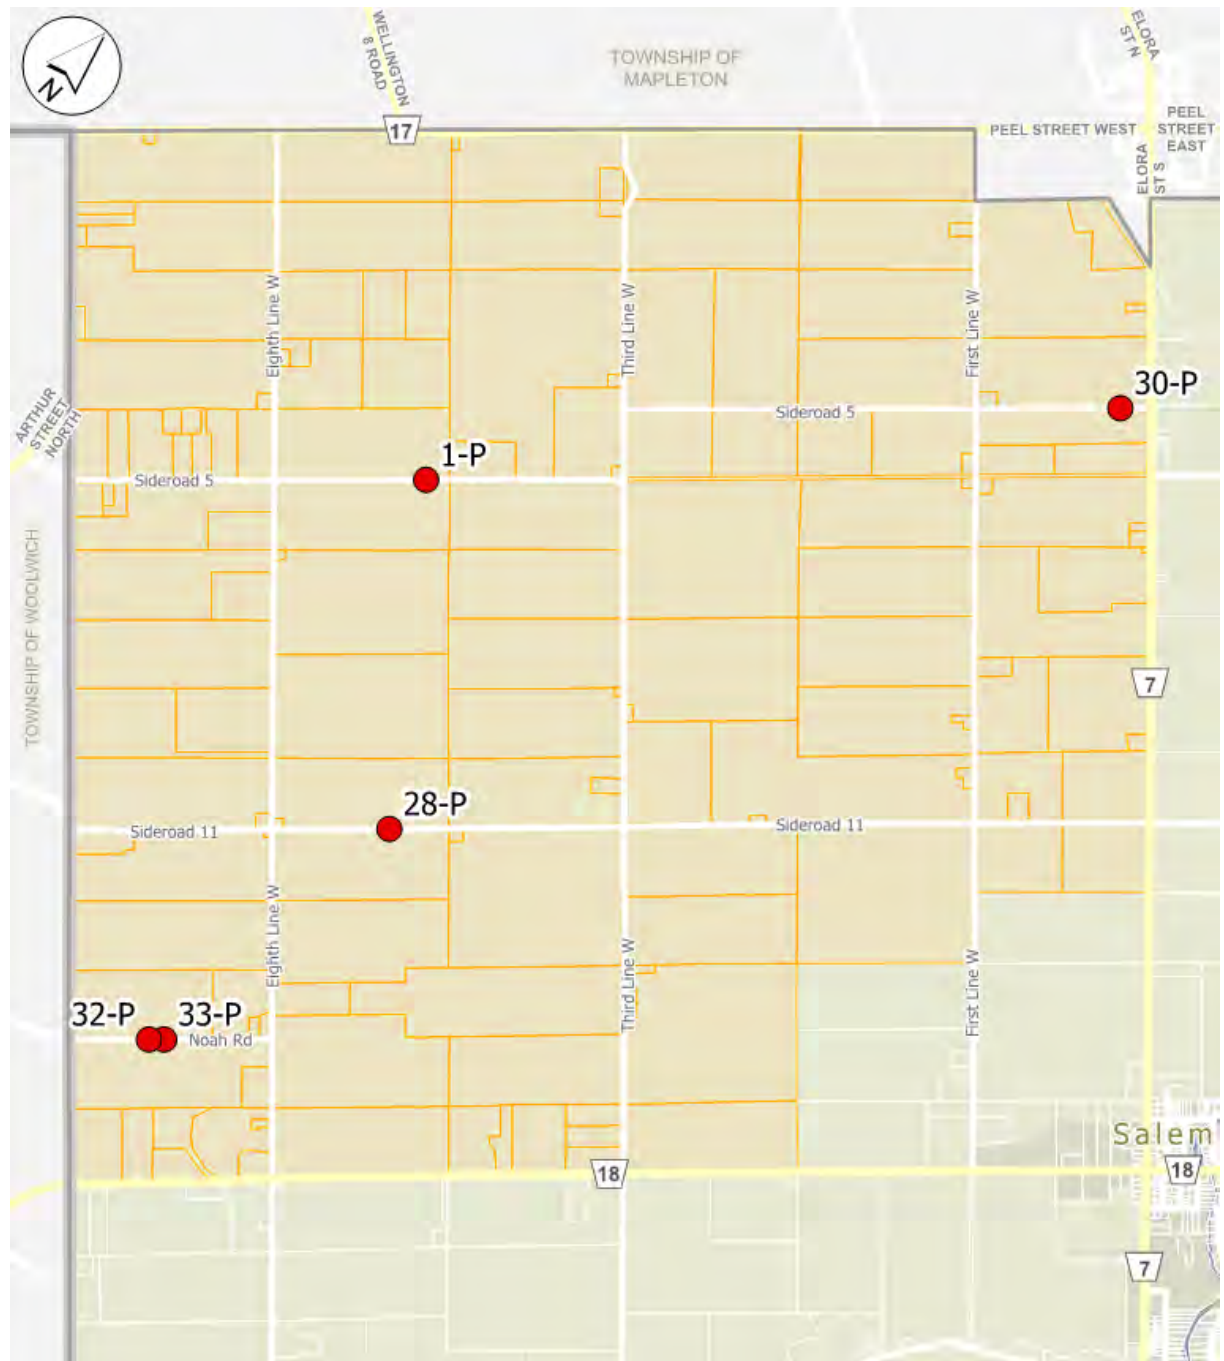 N
WELLINGTON
8 ROAD
17
TOWNSHIP OF
MAPLETON
ELORA
ST N
PEEL STREET WEST
PEEL
STREET
EAST
ELORA
ST S
Eighth Line W
Third Line W
First Line W
ARTHUR
STREET
NORTH
30-P
Sideroad 5
1-P
Sideroad 5
TOWNSHIP OF WOOLWICH
7
28-P
Sideroad 11
Sideroad 11
Eighth Line W
Third Line W
First Line W
32-P
33-P
Noah Rd
Salem
18
18
7